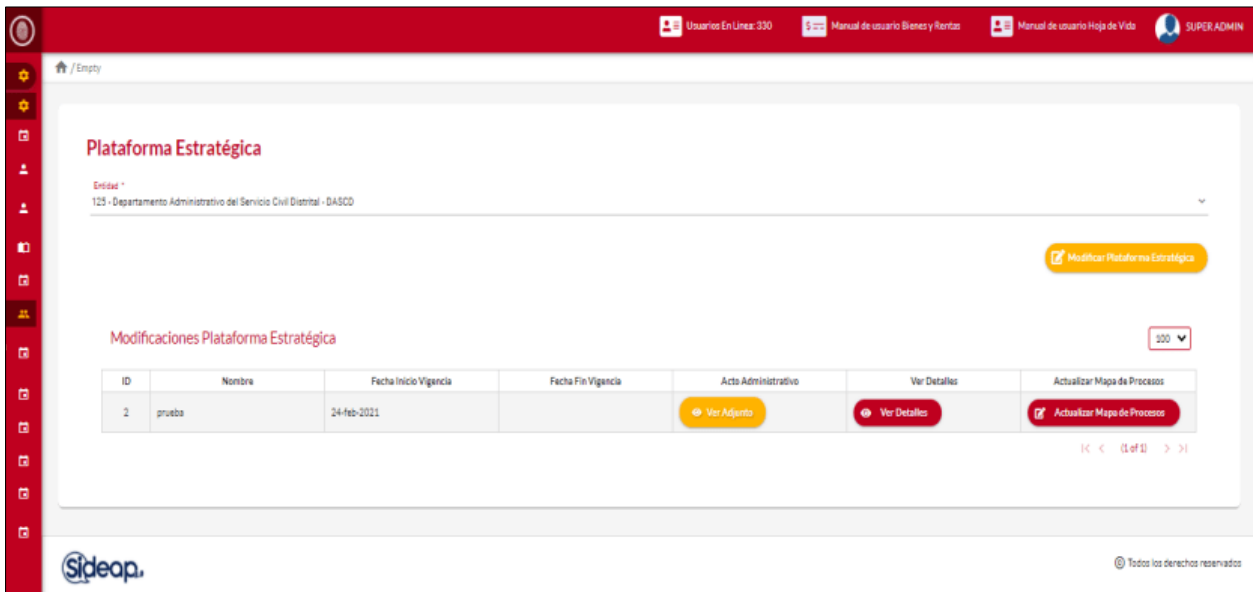 Usuarios En Linea: 330 Manual de usuario Bienes y Rentas Manual de usuario Hoja de Vida SUPER ADMIN
/ Empty
Plataforma Estratégica
Entidad *
125 - Departamento Administrativo del Servicio Civil Distrital - DASCD
Modificar Plataforma Estratégica
Modificaciones Plataforma Estratégica 100
ID Nombre Fecha Inicio Vigencia Fecha Fin Vigencia Acto Administrativo Ver Detalles Actualizar Mapa de Procesos
2 prueba 24-feb-2021 Ver Adjunto Ver Detalles Actualizar Mapa de Procesos
(1 of 1)
Sideap. © Todos los derechos reservados